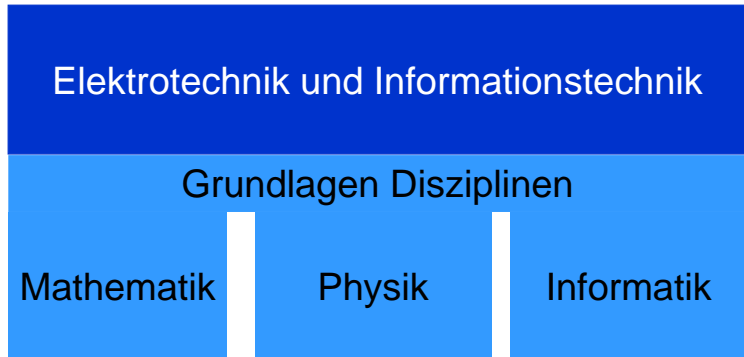 Elektrotechnik und Informationstechnik
Grundlagen Disziplinen
Mathematik Physik Informatik